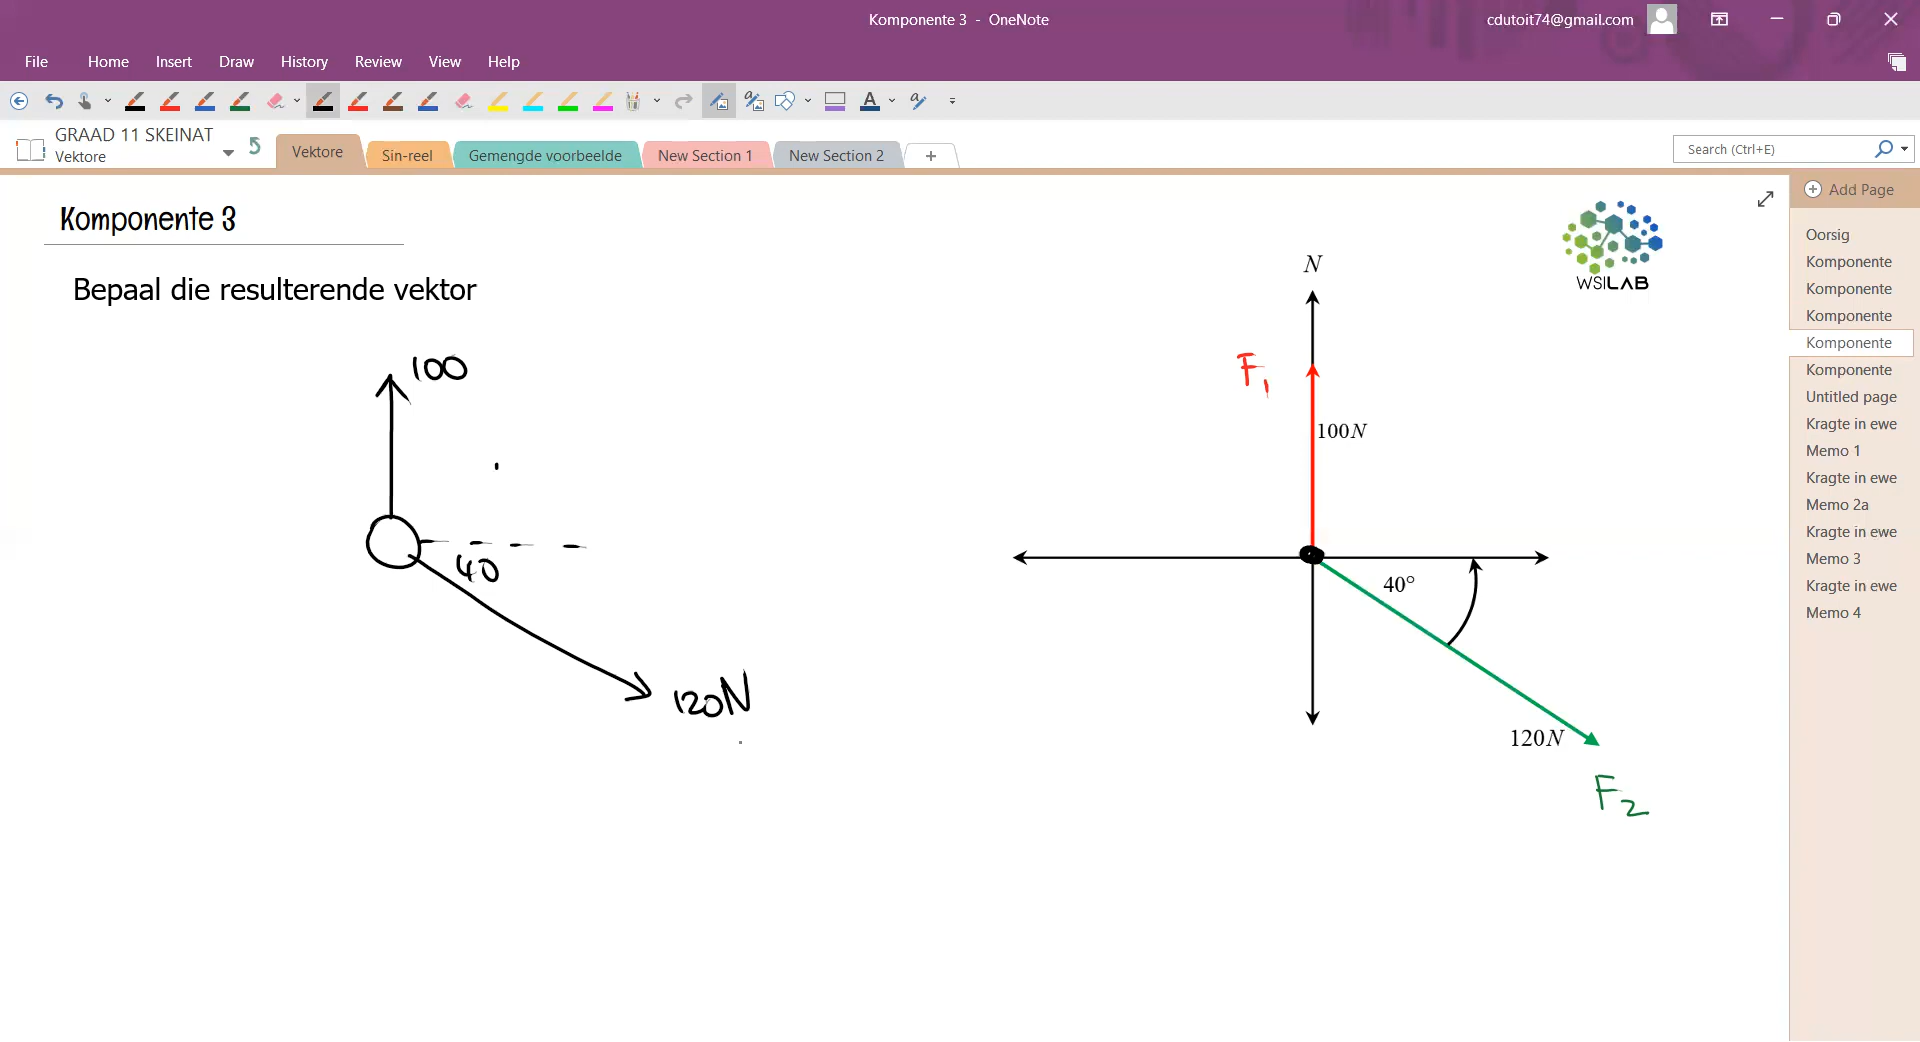 Komponente 3 - OneNote
cdutoit74@gmail.com
File Home Insert Draw History Review View Help
GRAAD 11 SKEINAT
Vektore
Vektore
Sin-reel
Gemengde voorbeelde
New Section 1
New Section 2
+
Search (Ctrl+E)
Add Page
Komponente 3
Bepaal die resulterende vektor
100
40
120N
WSILAB
N
F₁
100N
40°
120N
F₂
Oorsig
Komponente
Komponente
Komponente
Komponente
Komponente
Untitled page
Kragte in ewe
Memo 1
Kragte in ewe
Memo 2a
Kragte in ewe
Memo 3
Kragte in ewe
Memo 4